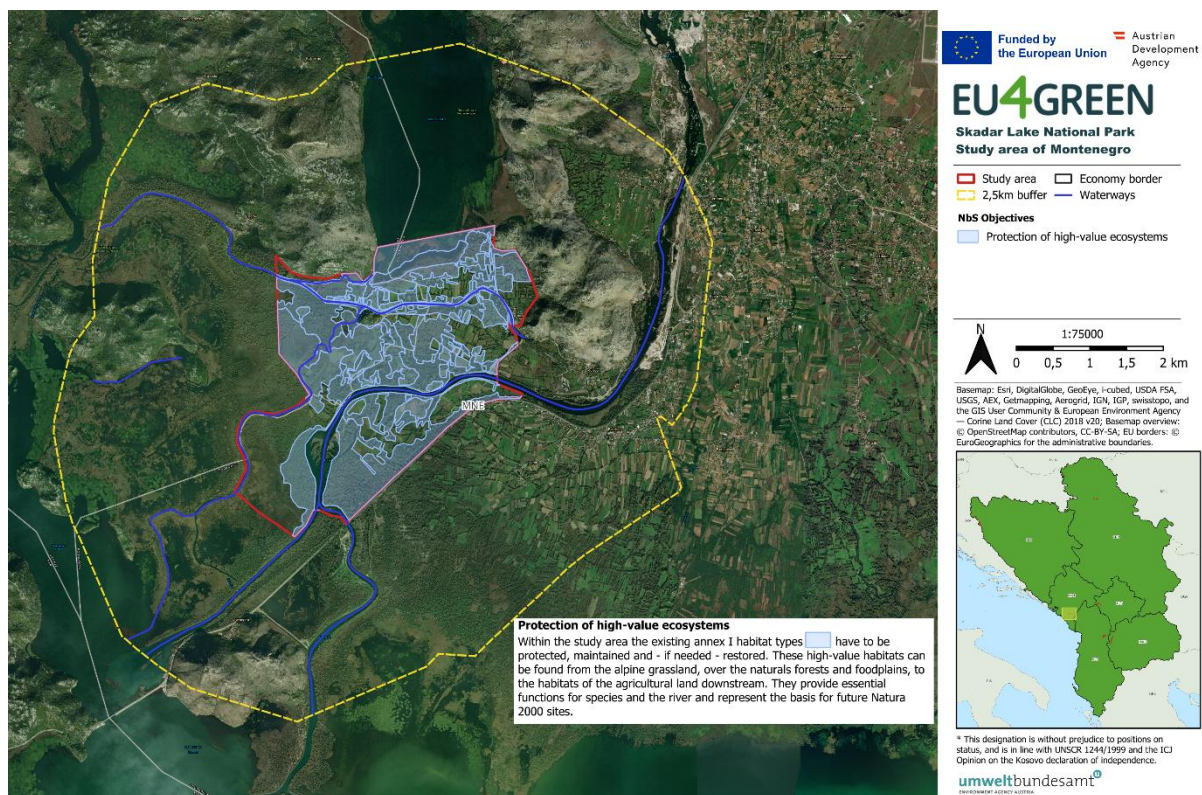 Funded by
the European Union
Austrian
Development
Agency
EU4GREEN
Skadar Lake National Park
Study area of Montenegro
Study area
Economy border
2,5km buffer
Waterways
NbS Objectives
Protection of high-value ecosystems
N
1:75000
0 0,5 1 1,5 2 km
Basemap: Esri, DigitalGlobe, GeoEye, i-cubed, USDA FSA,
USGS, AEX, Getmapping, Aerogrid, IGN, IGP, swisstopo, and
the GIS User Community & European Environment Agency
— Corine Land Cover (CLC) 2018 v20; Basemap overview:
© OpenStreetMap contributors, CC-BY-SA; EU borders: ©
EuroGeographics for the administrative boundaries.
MNE
Protection of high-value ecosystems
Within the study area the existing annex I habitat types have to be
protected, maintained and - if needed - restored. These high-value habitats can
be found from the alpine grassland, over the naturals forests and foodplains, to
the habitats of the agricultural land downstream. They provide essential
functions for species and the river and represent the basis for future Natura
2000 sites.
* This designation is without prejudice to positions on
status, and is in line with UNSCR 1244/1999 and the ICJ
Opinion on the Kosovo declaration of independence.
umweltbundesamt
ENVIRONMENT AGENCY AUSTRIA